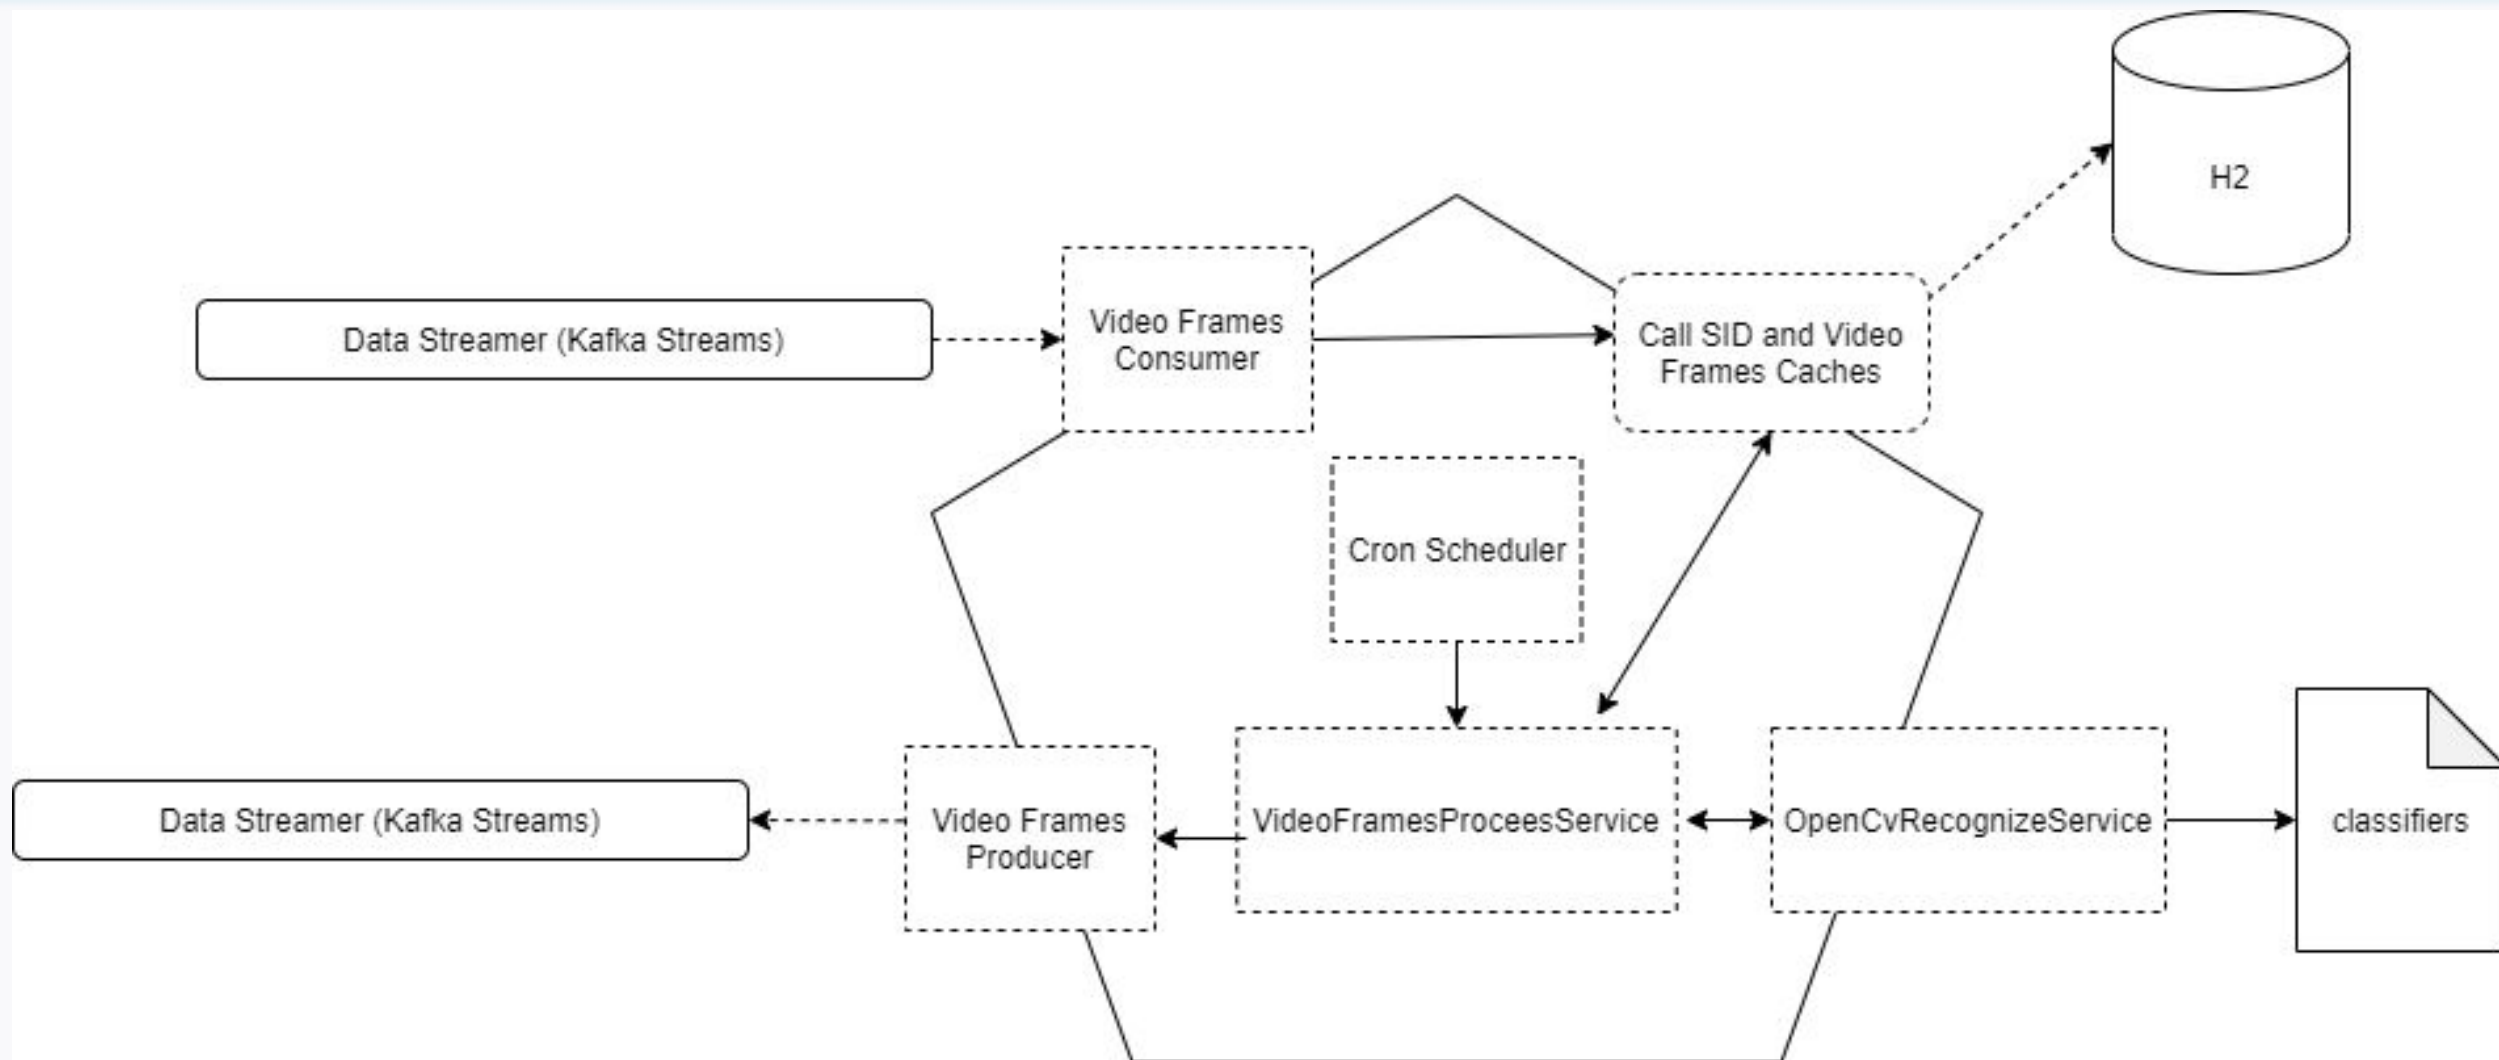 H2
Data Streamer (Kafka Streams)
Video Frames
Consumer
Call SID and Video
Frames Caches
Cron Scheduler
Data Streamer (Kafka Streams)
Video Frames
Producer
VideoFramesProceesService
OpenCvRecognizeService
classifiers